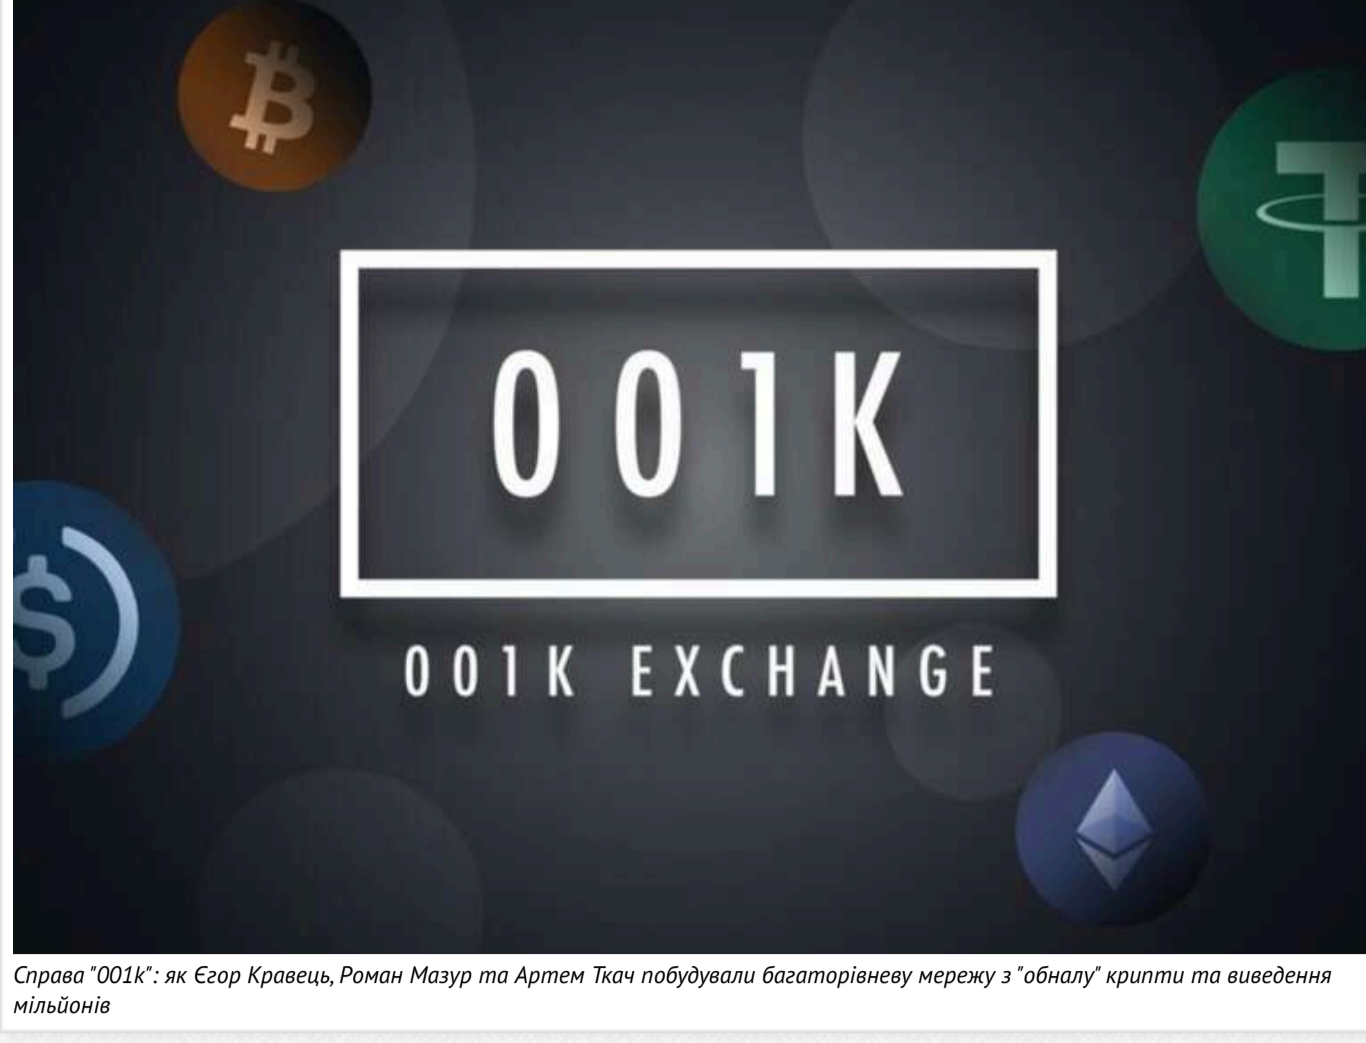 001K
001K EXCHANGE
Справа "001k": як Єгор Кравець, Роман Мазур та Артем Ткач побудували багаторівневу мережу з "обналу" крипти та виведення
мільйонів